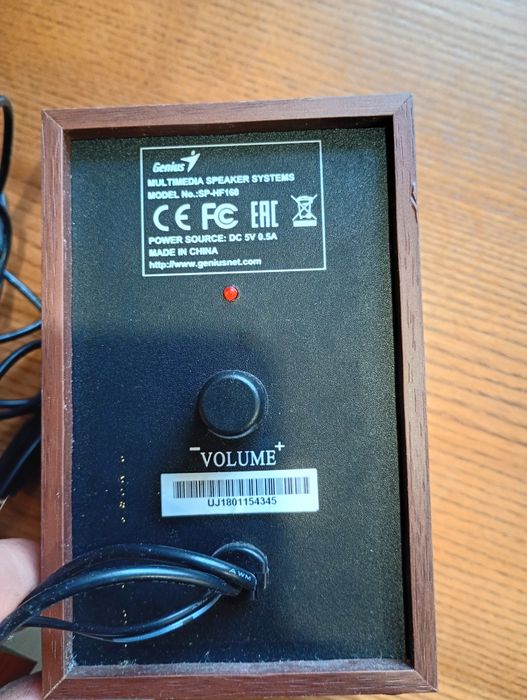 Genius
MULTIMEDIA SPEAKER SYSTEMS
MODEL No.:SP-HF160
CE FC EAC
POWER SOURCE: DC 5V 0.5A
MADE IN CHINA
http://www.geniusnet.com
- VOLUME +
UJ1801154345
AWM